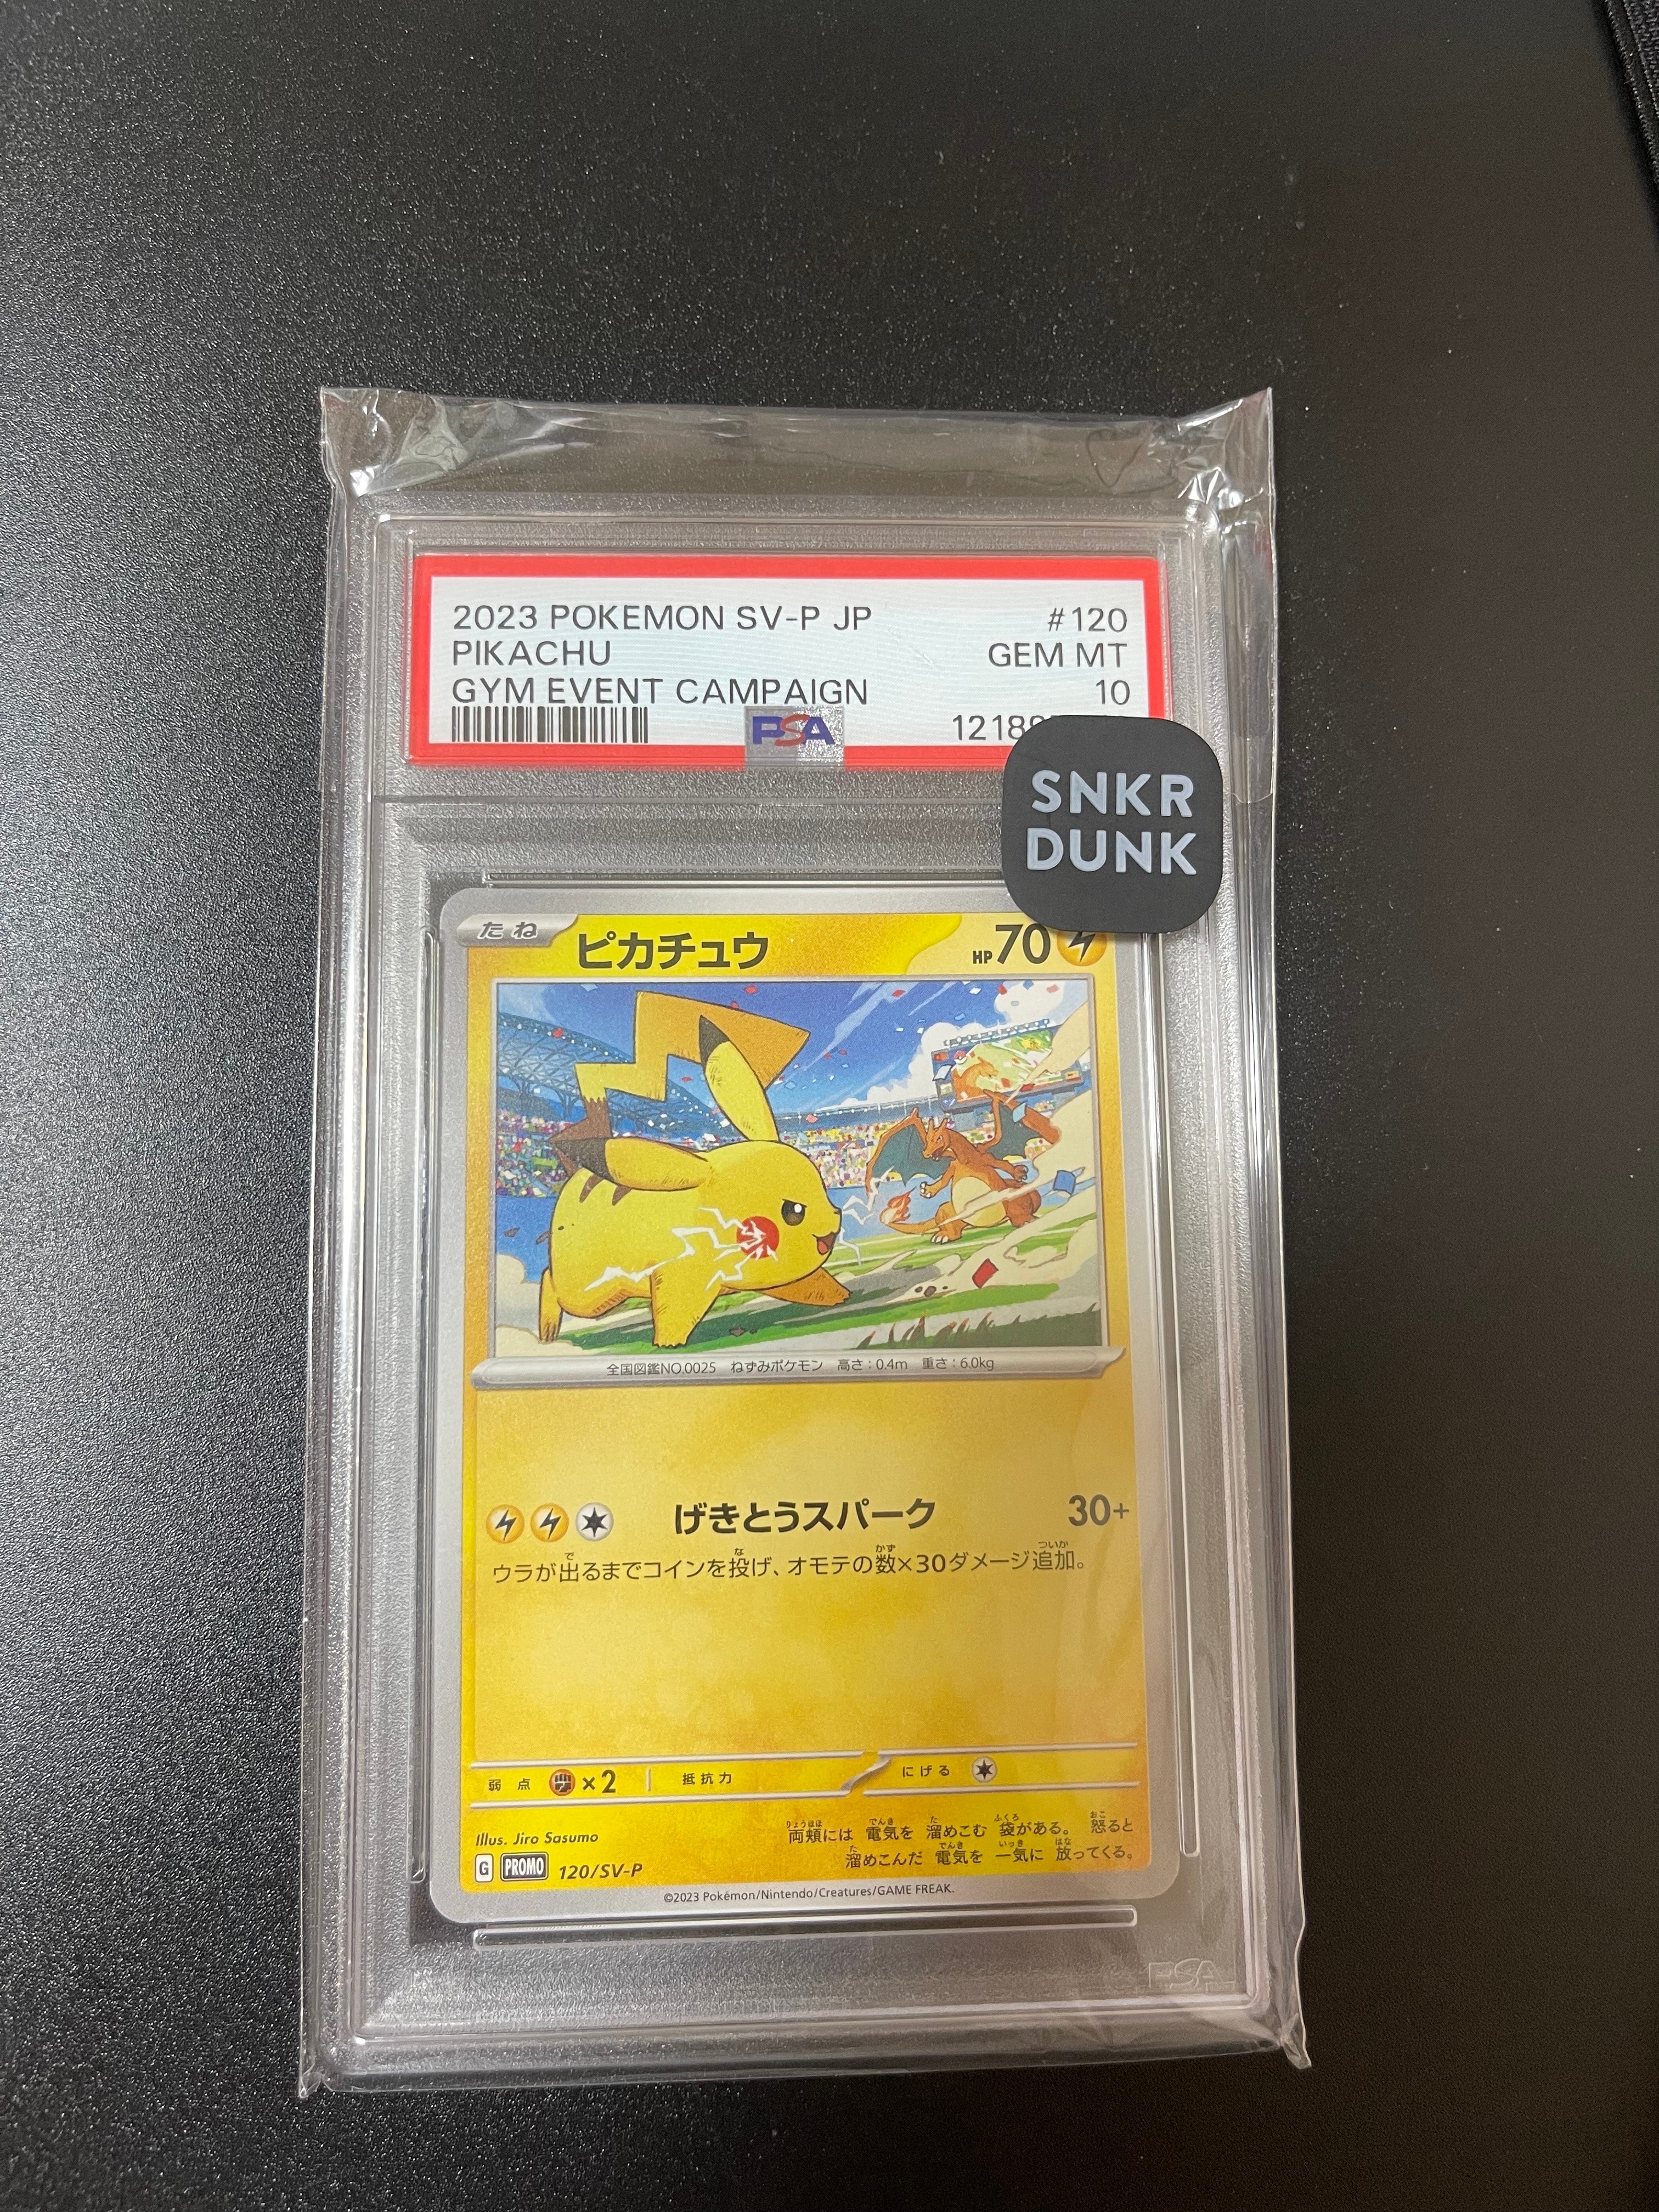 2023 POKEMON SV-P JP #120
PIKACHU GEM MT
GYM EVENT CAMPAIGN 10
PSA 12189
SNKR
DUNK
たね ピカチュウ HP70
全国図鑑NO.0025 ねずみポケモン 高さ:0.4m 重さ:6.0kg
げきとうスパーク 30+
ウラが出るまでコインを投げ、オモテの数×30ダメージ追加。
弱点 ×2 抵抗力 にげる
Illus. Jiro Sasumo
両頬には 電気を 溜めこむ 袋がある。 怒ると
溜めこんだ 電気を 一気に 放ってくる。
G PROMO 120/SV-P
©2023 Pokémon/Nintendo/Creatures/GAME FREAK.
PSA